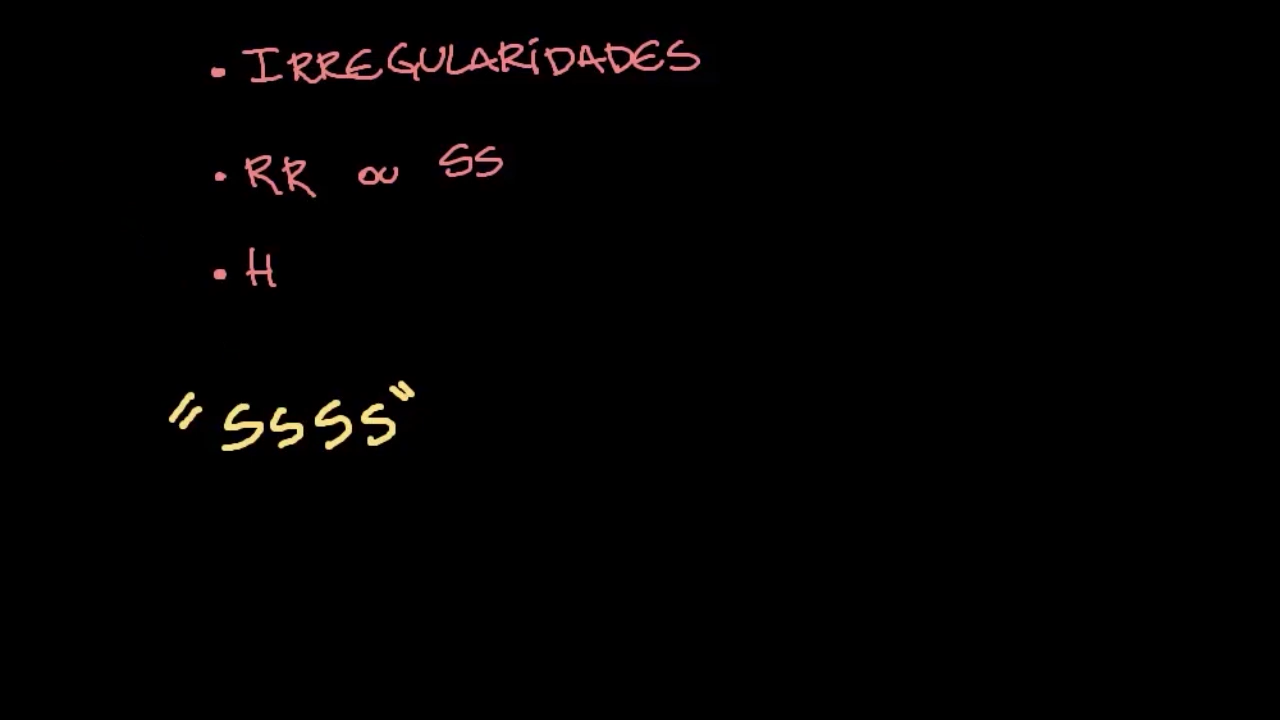 • IRREGULARIDADES
• RR ou SS
• H
"SSSS"